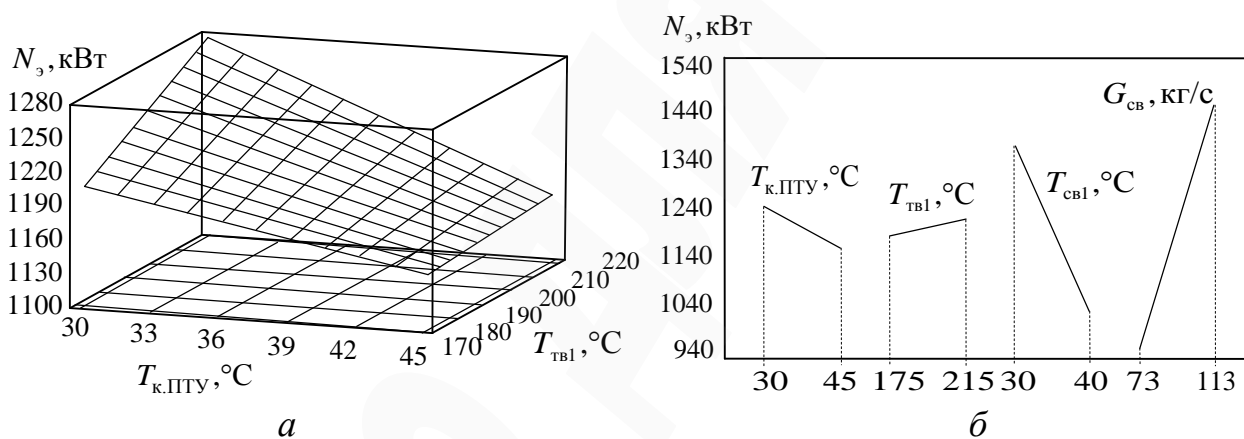 N_э, кВт
1280
1250
1220
1190
1160
1130
1100
30 33 36 39 42 45
T_к.ПТУ, °C
170 180 190 200 210 220
T_тв1, °C
а
N_э, кВт
1540
1440
1340
1240
1140
1040
940
T_к.ПТУ, °C
T_тв1, °C
T_св1, °C
G_св, кг/с
30 45 175 215 30 40 73 113
б